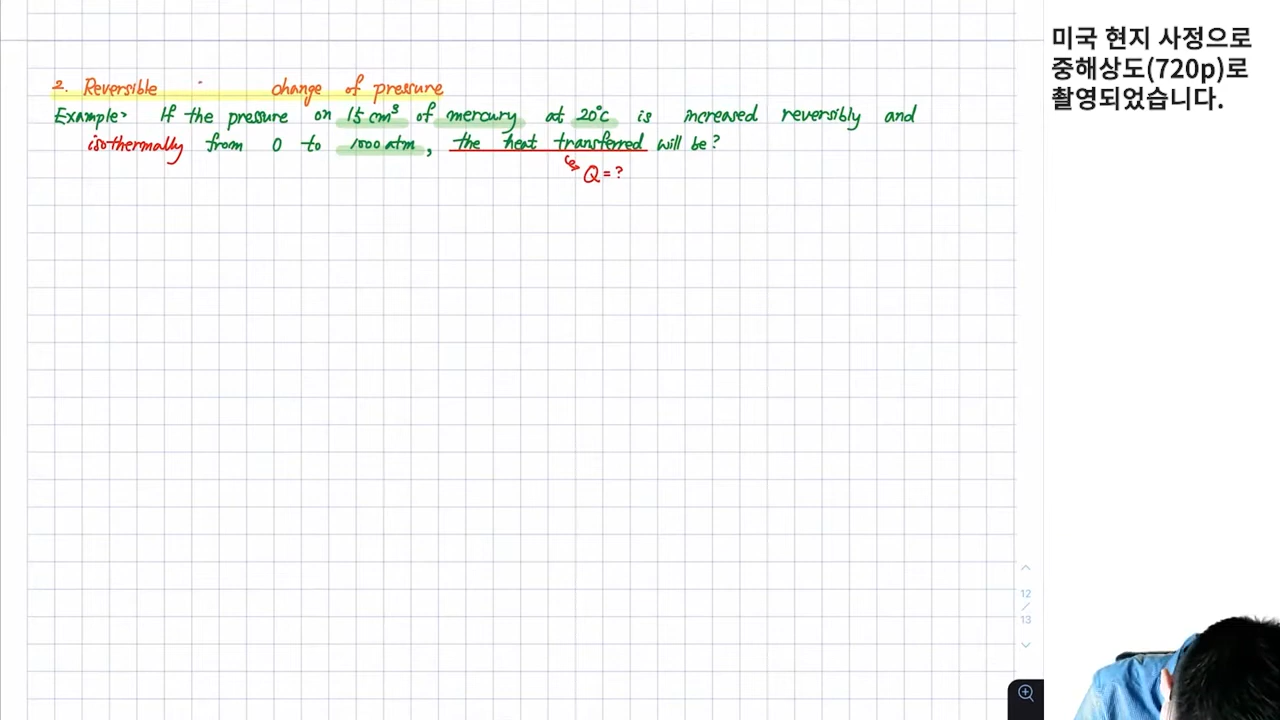 2. Reversible change of pressure
Example> If the pressure on 15 cm³ of mercury at 20°C is increased reversibly and
isothermally from 0 to 1000 atm, the heat transferred will be?
Q = ?
미국 현지 사정으로
중해상도(720p)로
촬영되었습니다.
12
/
13